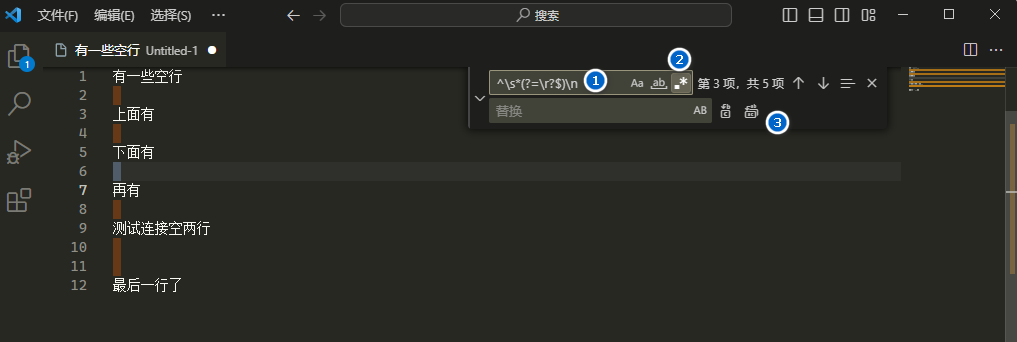 文件(F) 编辑(E) 选择(S) ··· 搜索
有一些空行 Untitled-1
^\s*(?=\r?$)\n Aa ab .* 第 3 项，共 5 项
替换 AB
1 2 3
1
1 有一些空行
2
3 上面有
4
5 下面有
6
7 再有
8
9 测试连接空两行
10
11
12 最后一行了